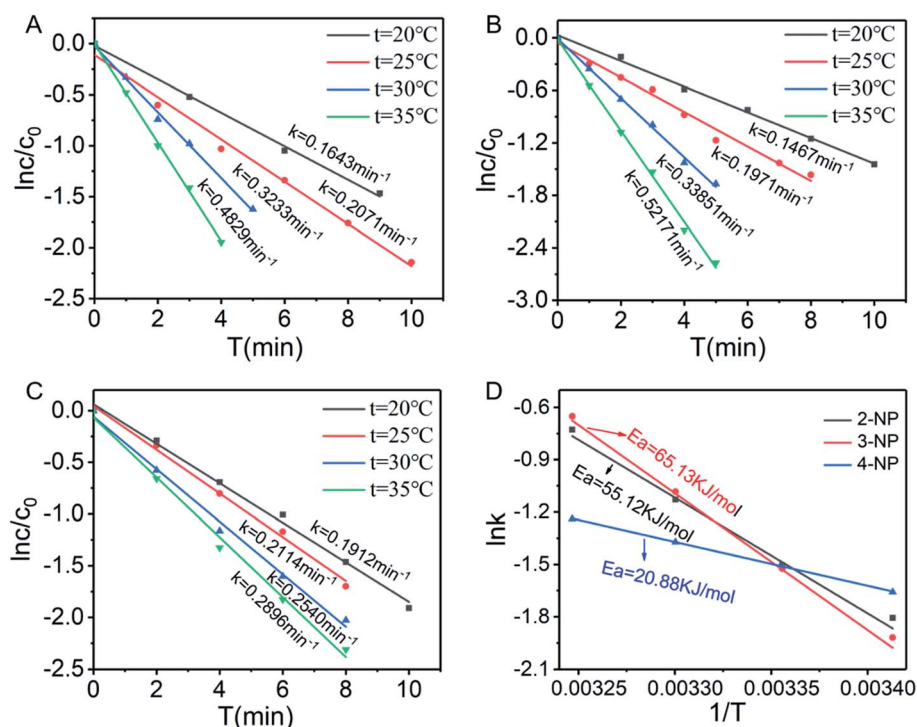 A
t=20°C
t=25°C
t=30°C
t=35°C
k=0.1643min⁻¹
k=0.2071min⁻¹
k=0.3233min⁻¹
k=0.4829min⁻¹
lnc/c₀
0.0
-0.5
-1.0
-1.5
-2.0
-2.5
0 2 4 6 8 10
T(min)
B
t=20°C
t=25°C
t=30°C
t=35°C
k=0.1467min⁻¹
k=0.1971min⁻¹
k=0.33851min⁻¹
k=0.52171min⁻¹
lnc/c₀
0.0
-0.6
-1.2
-1.8
-2.4
-3.0
0 2 4 6 8 10
T(min)
C
t=20°C
t=25°C
t=30°C
t=35°C
k=0.1912min⁻¹
k=0.2114min⁻¹
k=0.2540min⁻¹
k=0.2896min⁻¹
lnc/c₀
0.0
-0.5
-1.0
-1.5
-2.0
-2.5
0 2 4 6 8 10
T(min)
D
2-NP
3-NP
4-NP
Ea=65.13KJ/mol
Ea=55.12KJ/mol
Ea=20.88KJ/mol
lnk
-0.6
-0.9
-1.2
-1.5
-1.8
-2.1
0.00325 0.00330 0.00335 0.00340
1/T